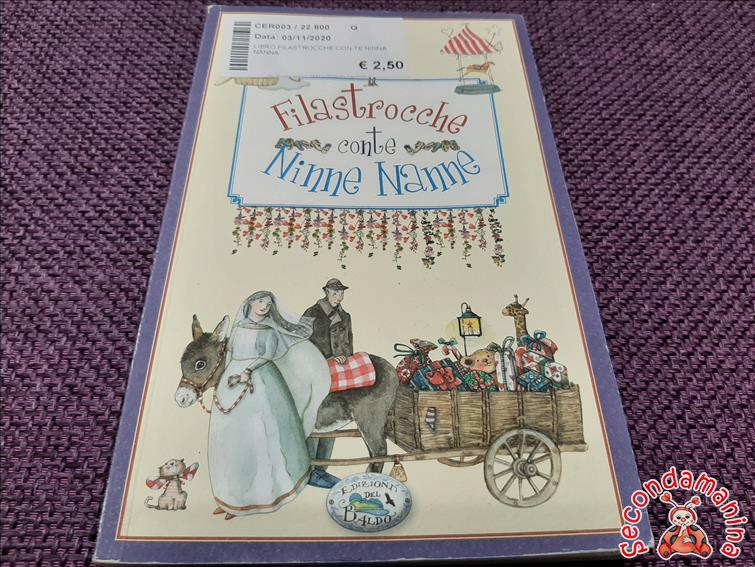 CER003 / 22.800 G
Data: 03/11/2020
LIBRO FILASTROCCHE CON TE NINNA
NANNA
€ 2,50
Filastrocche
conte
Ninne Nanne
EDIZIONI
DEL
BALDO
secondamanina